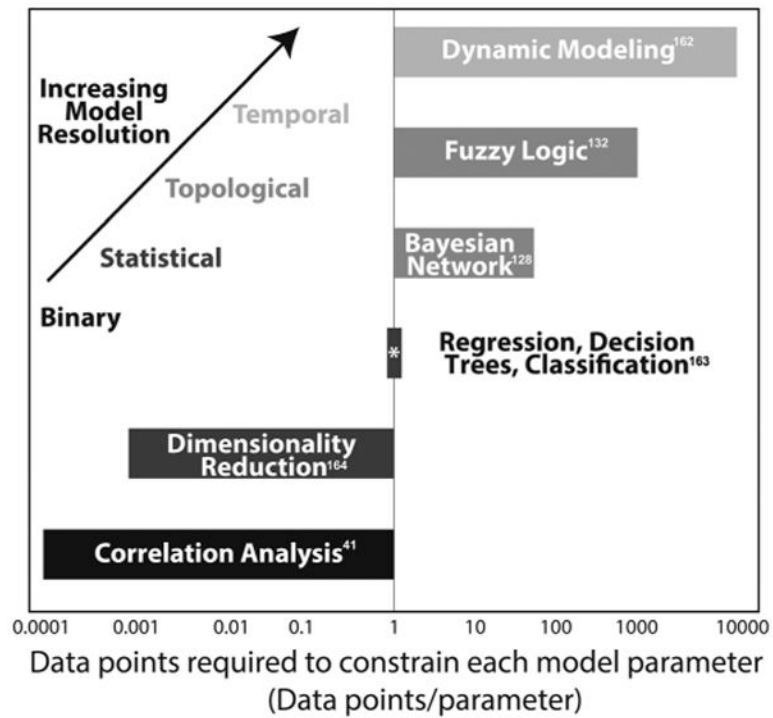 Dynamic Modeling162
Increasing
Model
Resolution
Temporal
Fuzzy Logic132
Topological
Bayesian
Network128
Statistical
Binary
*
Regression, Decision
Trees, Classification163
Dimensionality
Reduction164
Correlation Analysis41
0.0001 0.001 0.01 0.1 1 10 100 1000 10000
Data points required to constrain each model parameter
(Data points/parameter)